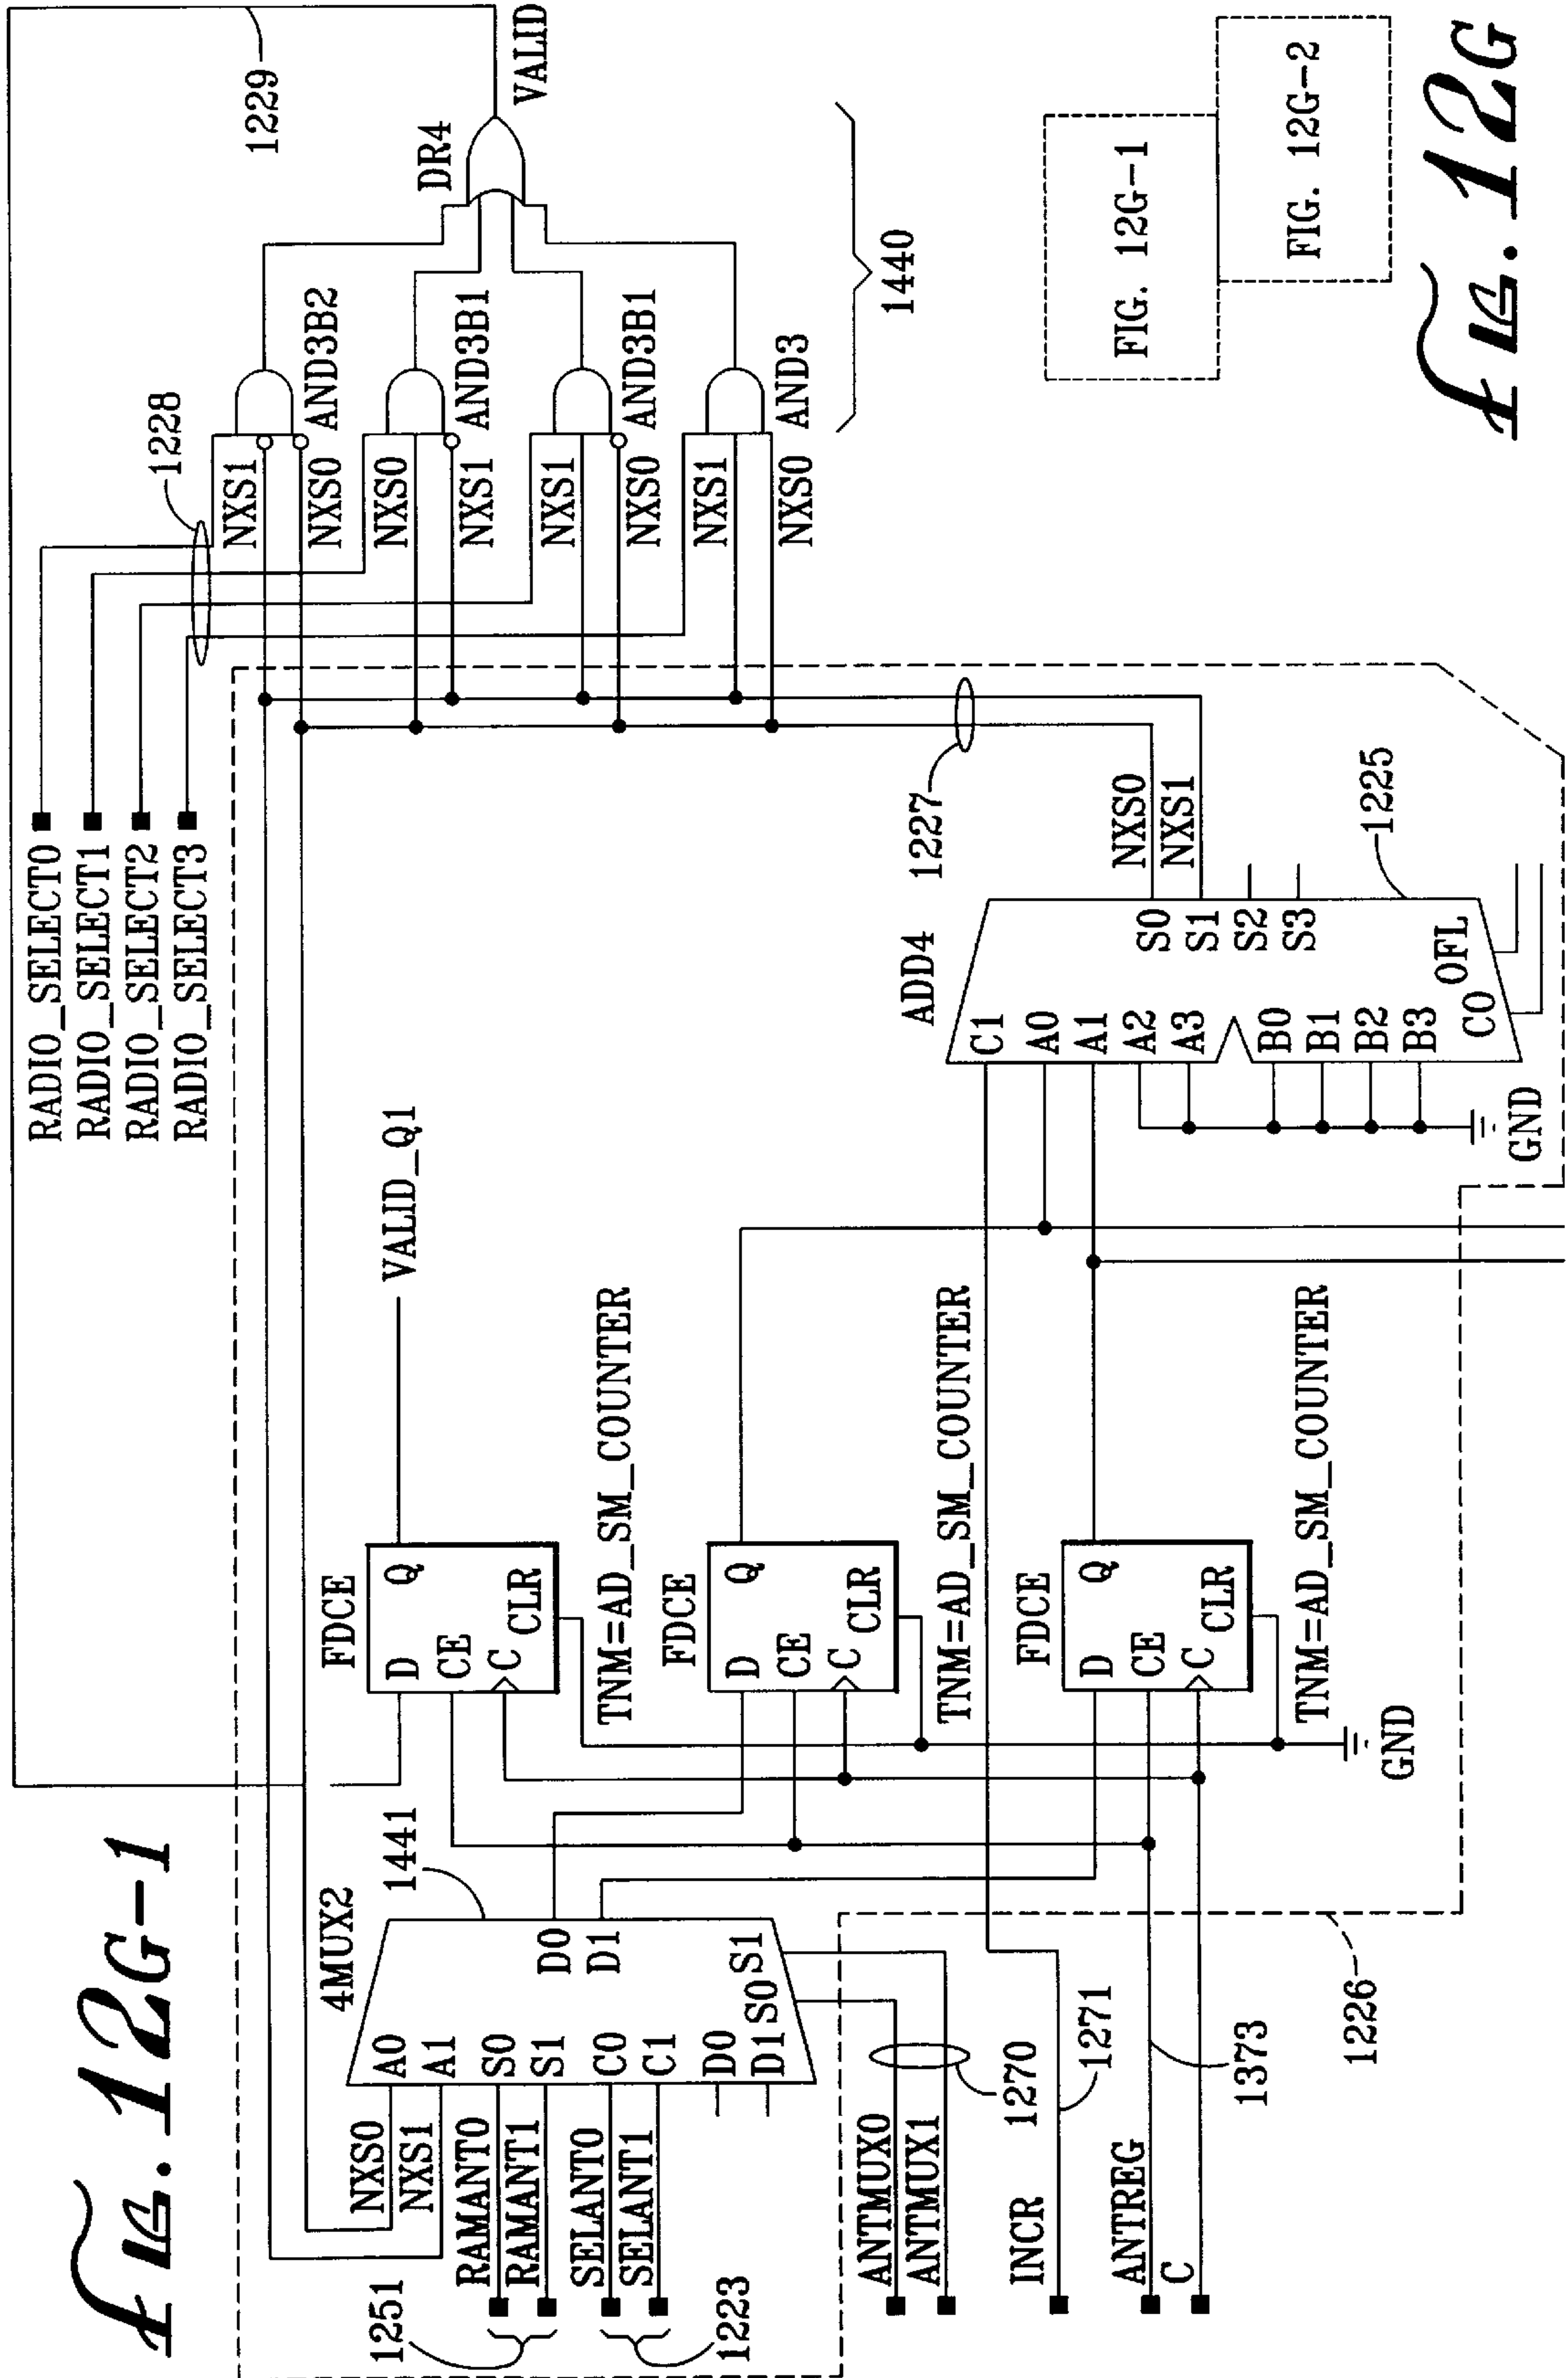 FIG. 12G-1
1229
VALID
DR4
1440
RADIO_SELECT0
RADIO_SELECT1
RADIO_SELECT2
RADIO_SELECT3
1228
NXS1
NXS0
AND3B2
NXS0
NXS1
AND3B1
NXS1
NXS0
AND3B1
NXS1
NXS0
AND3
VALID_Q1
FDCE
D
Q
CE
C
CLR
TNM=AD_SM_COUNTER
FDCE
D
Q
CE
C
CLR
TNM=AD_SM_COUNTER
FDCE
D
Q
CE
C
CLR
TNM=AD_SM_COUNTER
GND
4MUX2
1441
NXS0
A0
NXS1
A1
RAMANT0
S0
RAMANT1
S1
SELANT0
C0
SELANT1
C1
D0
D1
D0
D1
S0
S1
1251
1223
ANTMUX0
ANTMUX1
1270
INCR
1271
ANTREG
1373
C
1226
ADD4
C1
A0
A1
A2
A3
B0
B1
B2
B3
S0
S1
S2
S3
CO
OFL
GND
NXS0
NXS1
1227
1225
FIG. 12G-1
FIG. 12G-2
FIG. 12G